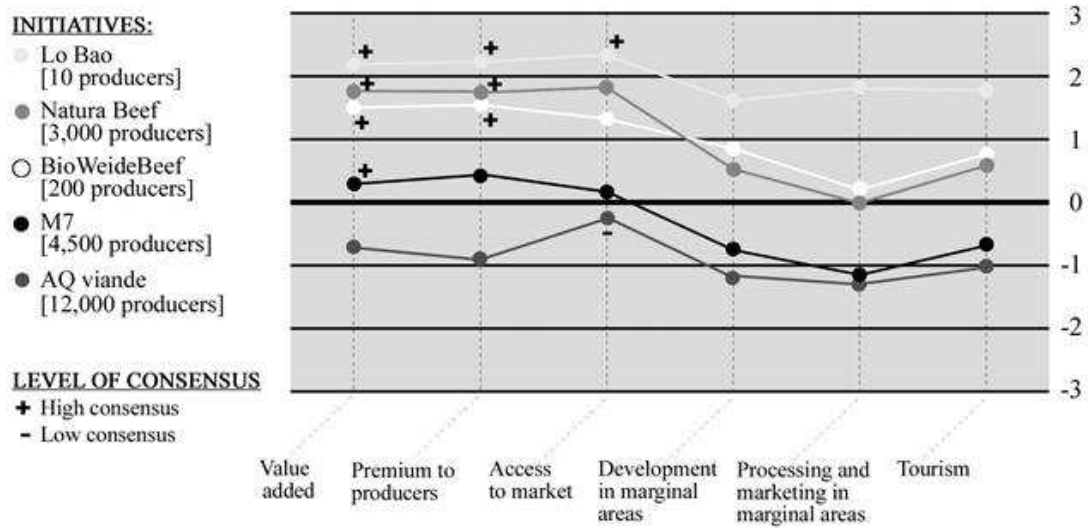 INITIATIVES:
Lo Bao
[10 producers]
Natura Beef
[3,000 producers]
BioWeideBeef
[200 producers]
M7
[4,500 producers]
AQ viande
[12,000 producers]
LEVEL OF CONSENSUS
+ High consensus
- Low consensus
3
2
1
0
-1
-2
-3
Value
added
Premium to
producers
Access
to market
Development
in marginal
areas
Processing and
marketing in
marginal areas
Tourism